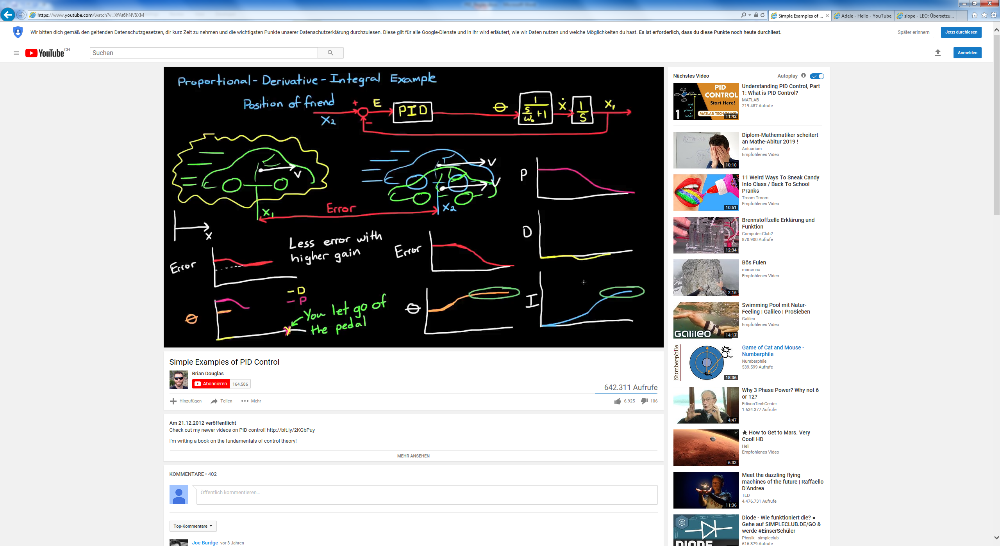 https://www.youtube.com/watch?v=XfAt6hNV8XM
Simple Examples of ...
Adele - Hello - YouTube
slope - LEO: Übersetzu...
Wir bitten dich gemäß den geltenden Datenschutzgesetzen, dir kurz Zeit zu nehmen und die wichtigsten Punkte unserer Datenschutzerklärung durchzulesen. Diese gilt für alle Google-Dienste und in ihr wird erläutert, wie wir Daten nutzen und welche Möglichkeiten du hast. Es ist erforderlich, dass du diese Punkte noch heute durchliest.
Später erinnern
Jetzt durchlesen
YouTube CH
Suchen
Anmelden
Proportional - Derivative - Integral Example
Position of friend
X2
+
−
E
PID
θ
1
s/ω₀ + 1
Ẋ
1
S
X₁
V
V
V
X₁
Error
X2
X
Less error with
higher gain
Error
Error
P
D
I
θ
- D
- P
You let go of
the pedal
θ
Simple Examples of PID Control
Brian Douglas
Abonnieren 164.586
642.311 Aufrufe
Hinzufügen Teilen Mehr
6.925 106
Am 21.12.2012 veröffentlicht
Check out my newer videos on PID control! http://bit.ly/2KGbPuy
I'm writing a book on the fundamentals of control theory!
MEHR ANSEHEN
KOMMENTARE • 402
Öffentlich kommentieren...
Top-Kommentare
Joe Burdge vor 3 Jahren
Nächstes Video
Autoplay
PID
CONTROL
Start Here!
past
+
present
+
future
1
MATLAB TECH TALKS
11:42
Understanding PID Control, Part
1: What is PID Control?
MATLAB
219.487 Aufrufe
MATHE-ABI
10:10
Diplom-Mathematiker scheitert
an Mathe-Abitur 2019 !
Actuarium
Empfohlenes Video
10:51
11 Weird Ways To Sneak Candy
Into Class / Back To School
Pranks
Troom Troom
Empfohlenes Video
12:34
Brennstoffzelle Erklärung und
Funktion
Computer:Club2
870.900 Aufrufe
2:16
Bös Fulen
marcmnx
Empfohlenes Video
GALILEO
14:17
Swimming Pool mit Natur-
Feeling | Galileo | ProSieben
Galileo
Empfohlenes Video
Numberphile
18:36
Game of Cat and Mouse -
Numberphile
Numberphile
539.599 Aufrufe
4:47
Why 3 Phase Power? Why not 6
or 12?
EdisonTechCenter
1.634.377 Aufrufe
6:33
★ How to Get to Mars. Very
Cool! HD
Heli
Empfohlenes Video
11:36
Meet the dazzling flying
machines of the future | Raffaello
D'Andrea
TED
4.476.731 Aufrufe
DIODE
Diode - Wie funktioniert die? ●
Gehe auf SIMPLECLUB.DE/GO &
werde #EinserSchüler
Physik - simpleclub
616.879 Aufrufe